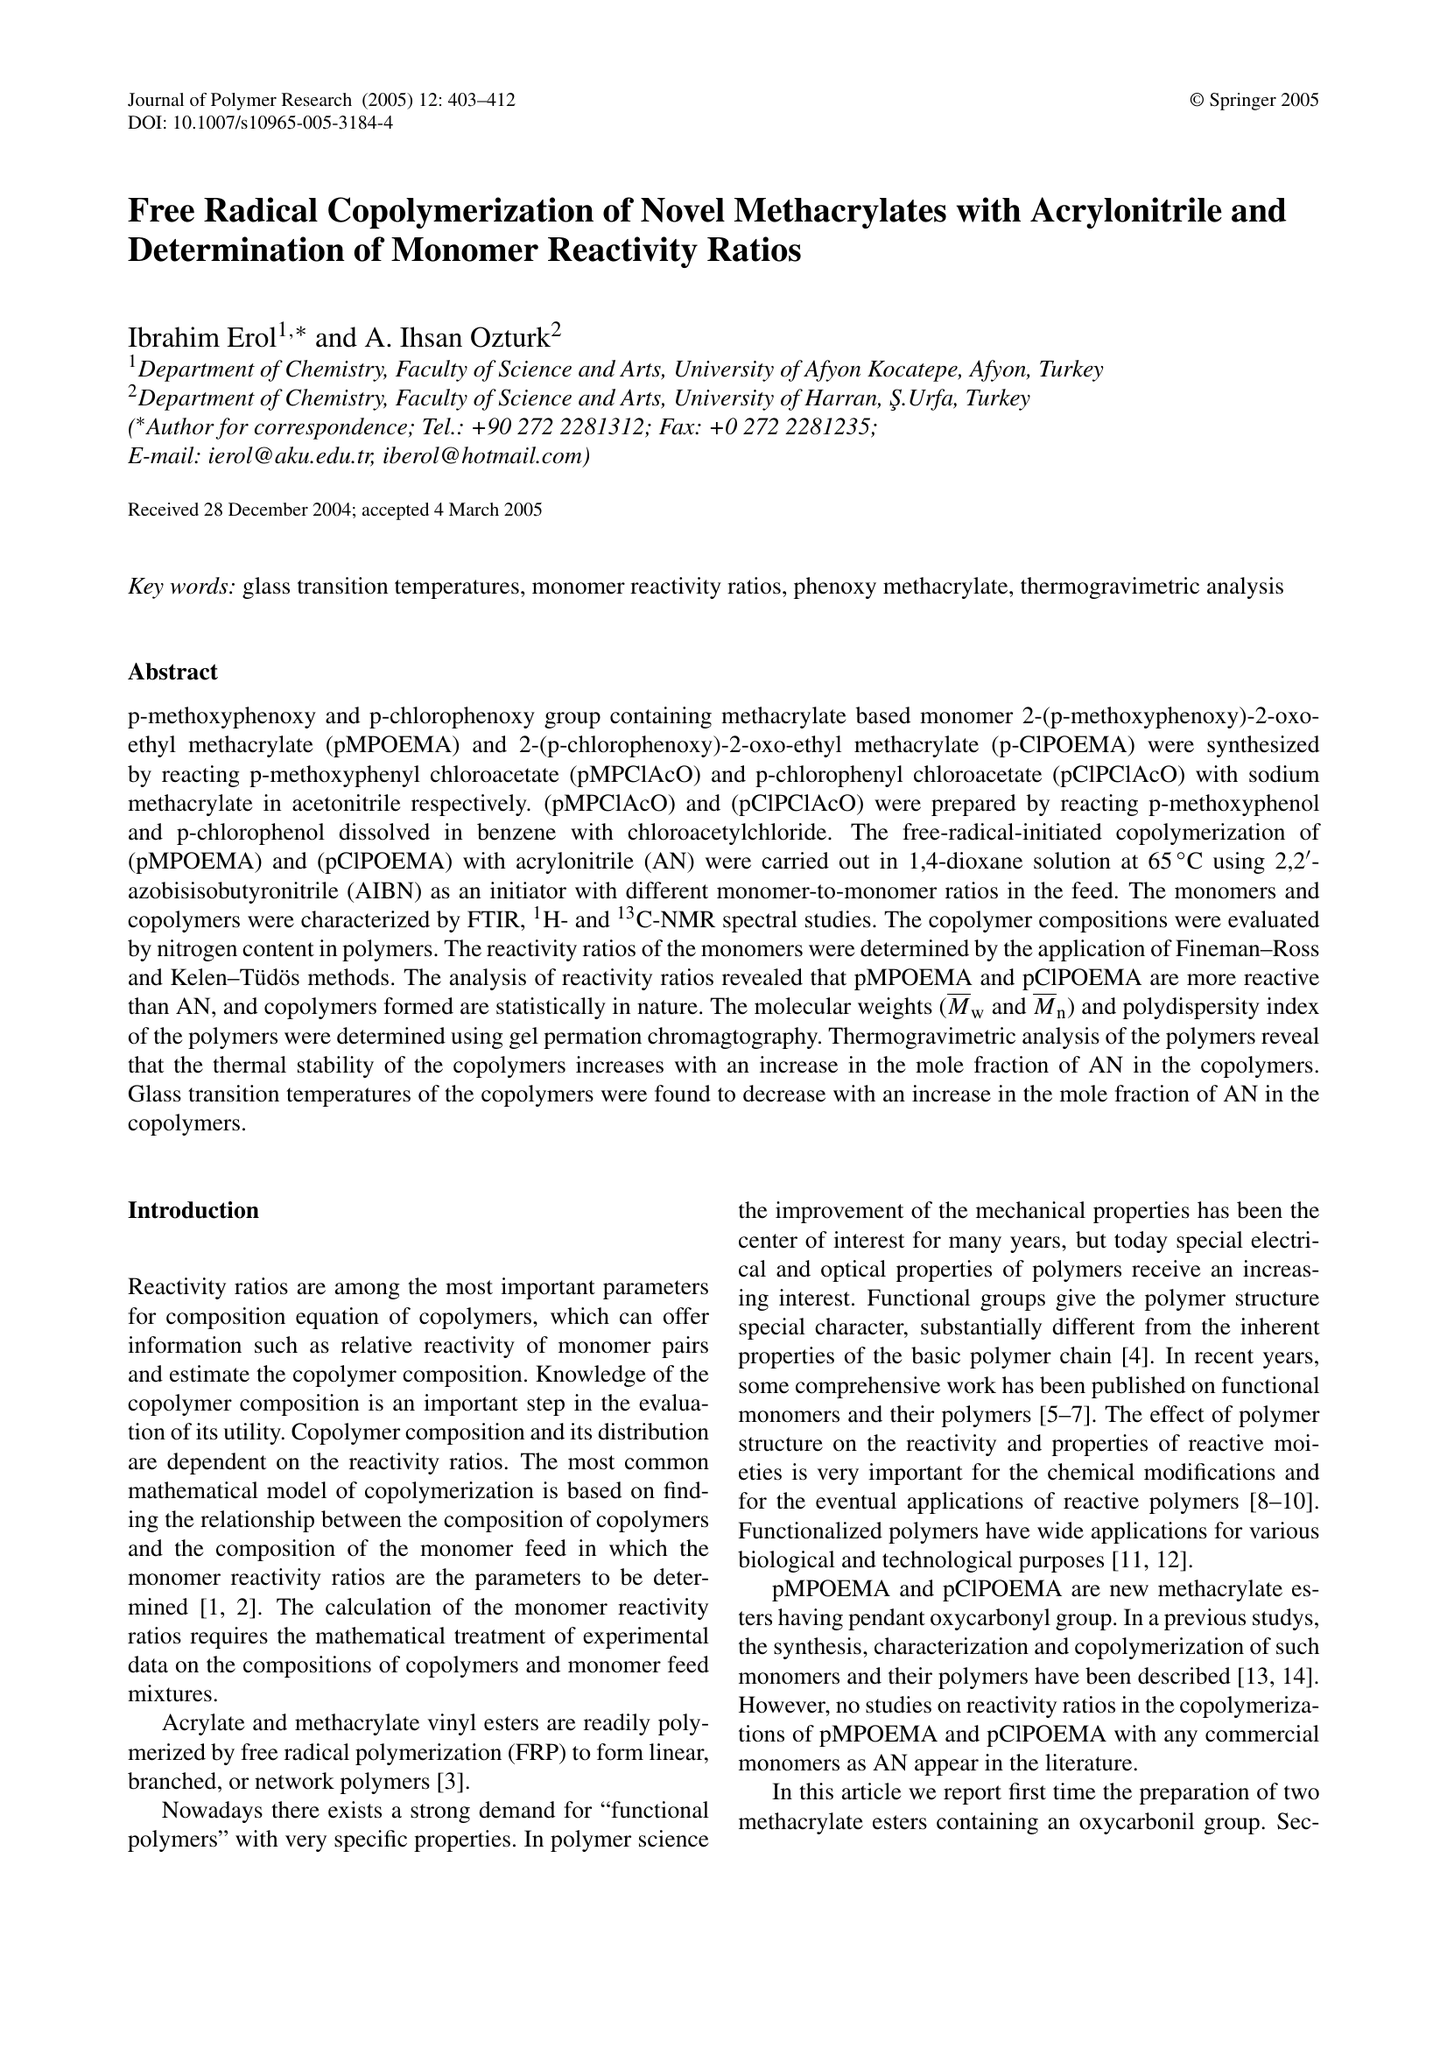 Journal of Polymer Research (2005) 12: 403–412
© Springer 2005
DOI: 10.1007/s10965-005-3184-4
Free Radical Copolymerization of Novel Methacrylates with Acrylonitrile and
Determination of Monomer Reactivity Ratios
Ibrahim Erol1,∗ and A. Ihsan Ozturk2
1Department of Chemistry, Faculty of Science and Arts, University of Afyon Kocatepe, Afyon, Turkey
2Department of Chemistry, Faculty of Science and Arts, University of Harran, Ş.Urfa, Turkey
(∗Author for correspondence; Tel.: +90 272 2281312; Fax: +0 272 2281235;
E-mail: ierol@aku.edu.tr, iberol@hotmail.com)
Received 28 December 2004; accepted 4 March 2005
Key words: glass transition temperatures, monomer reactivity ratios, phenoxy methacrylate, thermogravimetric analysis
Abstract
p-methoxyphenoxy and p-chlorophenoxy group containing methacrylate based monomer 2-(p-methoxyphenoxy)-2-oxo-
ethyl methacrylate (pMPOEMA) and 2-(p-chlorophenoxy)-2-oxo-ethyl methacrylate (p-ClPOEMA) were synthesized
by reacting p-methoxyphenyl chloroacetate (pMPClAcO) and p-chlorophenyl chloroacetate (pClPClAcO) with sodium
methacrylate in acetonitrile respectively. (pMPClAcO) and (pClPClAcO) were prepared by reacting p-methoxyphenol
and p-chlorophenol dissolved in benzene with chloroacetylchloride. The free-radical-initiated copolymerization of
(pMPOEMA) and (pClPOEMA) with acrylonitrile (AN) were carried out in 1,4-dioxane solution at 65 °C using 2,2′-
azobisisobutyronitrile (AIBN) as an initiator with different monomer-to-monomer ratios in the feed. The monomers and
copolymers were characterized by FTIR, 1H- and 13C-NMR spectral studies. The copolymer compositions were evaluated
by nitrogen content in polymers. The reactivity ratios of the monomers were determined by the application of Fineman–Ross
and Kelen–Tüdös methods. The analysis of reactivity ratios revealed that pMPOEMA and pClPOEMA are more reactive
than AN, and copolymers formed are statistically in nature. The molecular weights (M̅w and M̅n) and polydispersity index
of the polymers were determined using gel permation chromagtography. Thermogravimetric analysis of the polymers reveal
that the thermal stability of the copolymers increases with an increase in the mole fraction of AN in the copolymers.
Glass transition temperatures of the copolymers were found to decrease with an increase in the mole fraction of AN in the
copolymers.
Introduction
Reactivity ratios are among the most important parameters
for composition equation of copolymers, which can offer
information such as relative reactivity of monomer pairs
and estimate the copolymer composition. Knowledge of the
copolymer composition is an important step in the evalua-
tion of its utility. Copolymer composition and its distribution
are dependent on the reactivity ratios. The most common
mathematical model of copolymerization is based on find-
ing the relationship between the composition of copolymers
and the composition of the monomer feed in which the
monomer reactivity ratios are the parameters to be deter-
mined [1, 2]. The calculation of the monomer reactivity
ratios requires the mathematical treatment of experimental
data on the compositions of copolymers and monomer feed
mixtures.
Acrylate and methacrylate vinyl esters are readily poly-
merized by free radical polymerization (FRP) to form linear,
branched, or network polymers [3].
Nowadays there exists a strong demand for “functional
polymers” with very specific properties. In polymer science
the improvement of the mechanical properties has been the
center of interest for many years, but today special electri-
cal and optical properties of polymers receive an increas-
ing interest. Functional groups give the polymer structure
special character, substantially different from the inherent
properties of the basic polymer chain [4]. In recent years,
some comprehensive work has been published on functional
monomers and their polymers [5–7]. The effect of polymer
structure on the reactivity and properties of reactive moi-
eties is very important for the chemical modifications and
for the eventual applications of reactive polymers [8–10].
Functionalized polymers have wide applications for various
biological and technological purposes [11, 12].
pMPOEMA and pClPOEMA are new methacrylate es-
ters having pendant oxycarbonyl group. In a previous studys,
the synthesis, characterization and copolymerization of such
monomers and their polymers have been described [13, 14].
However, no studies on reactivity ratios in the copolymeriza-
tions of pMPOEMA and pClPOEMA with any commercial
monomers as AN appear in the literature.
In this article we report first time the preparation of two
methacrylate esters containing an oxycarbonil group. Sec-